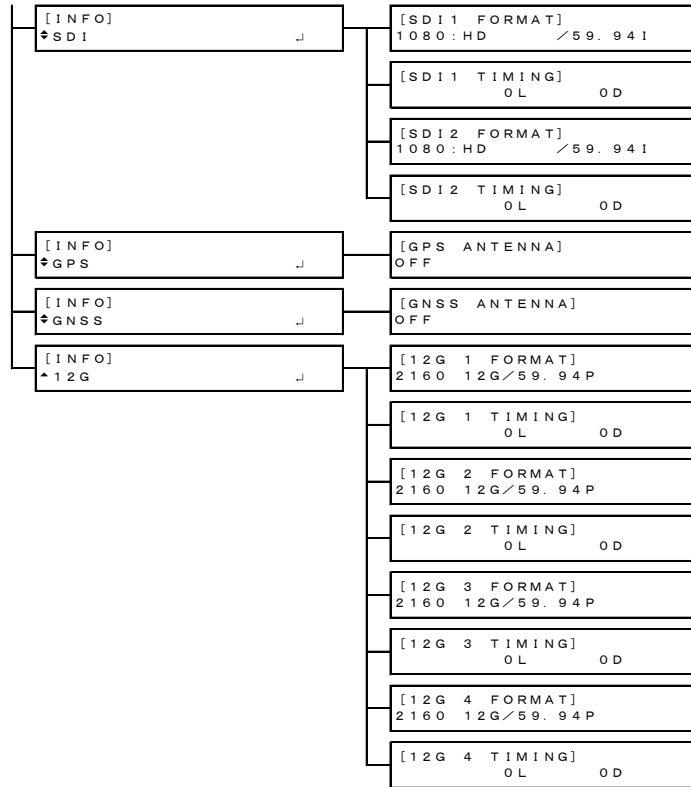 [INFO]
♦SDI ↵
[SDI1 FORMAT]
1080:HD /59.94I
[SDI1 TIMING]
0L 0D
[SDI2 FORMAT]
1080:HD /59.94I
[SDI2 TIMING]
0L 0D
[INFO]
♦GPS ↵
[GPS ANTENNA]
OFF
[INFO]
♦GNSS ↵
[GNSS ANTENNA]
OFF
[INFO]
▲12G ↵
[12G 1 FORMAT]
2160 12G/59.94P
[12G 1 TIMING]
0L 0D
[12G 2 FORMAT]
2160 12G/59.94P
[12G 2 TIMING]
0L 0D
[12G 3 FORMAT]
2160 12G/59.94P
[12G 3 TIMING]
0L 0D
[12G 4 FORMAT]
2160 12G/59.94P
[12G 4 TIMING]
0L 0D